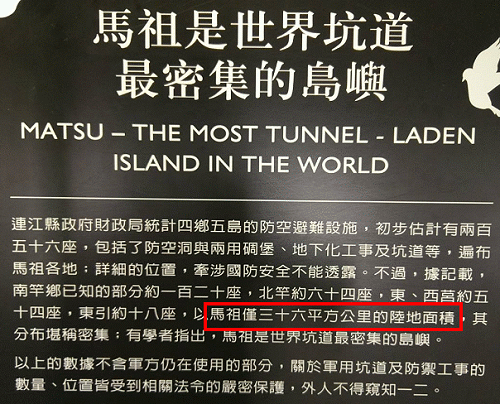 馬祖是世界坑道
最密集的島嶼
MATSU – THE MOST TUNNEL - LADEN
ISLAND IN THE WORLD
連江縣政府財政局統計四鄉五島的防空避難設施，初步估計有兩百
五十六座，包括了防空洞與兩用碉堡、地下化工事及坑道等，遍布
馬祖各地；詳細的位置，牽涉國防安全不能透露。不過，據記載，
南竿鄉已知的部分約一百二十座，北竿約六十四座，東、西莒約五
十四座，東引約十八座，以馬祖僅三十六平方公里的陸地面積，其
分布堪稱密集；有學者指出，馬祖是世界坑道最密集的島嶼。
以上的數據不含軍方仍在使用的部分，關於軍用坑道及防禦工事的
數量、位置皆受到相關法令的嚴密保護，外人不得窺知一二。